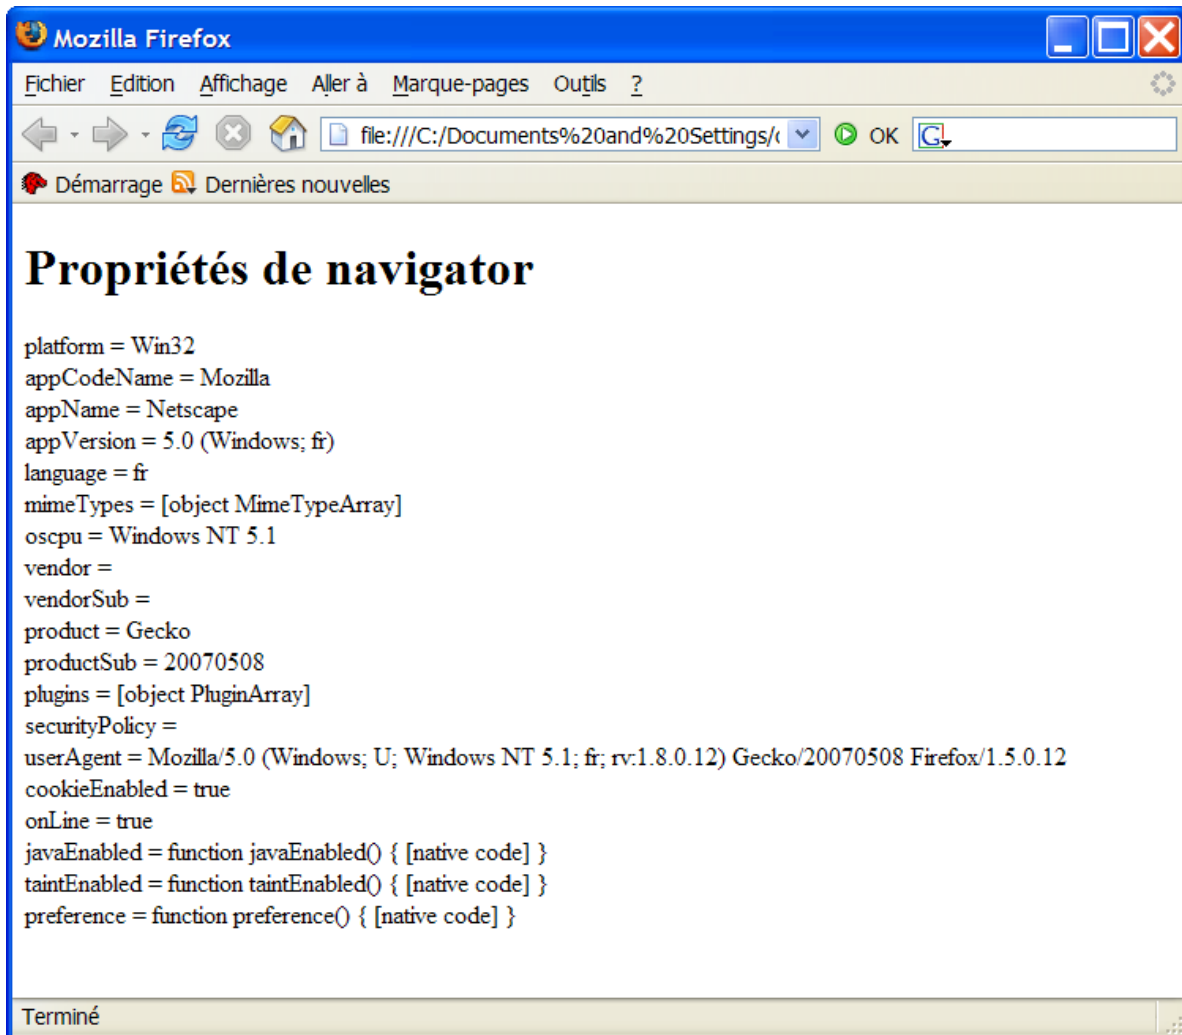 Mozilla Firefox
Fichier Edition Affichage Aller à Marque-pages Outils ?
file:///C:/Documents%20and%20Settings/ OK G
Démarrage Dernières nouvelles
Propriétés de navigator
platform = Win32
appCodeName = Mozilla
appName = Netscape
appVersion = 5.0 (Windows; fr)
language = fr
mimeTypes = [object MimeTypeArray]
oscpu = Windows NT 5.1
vendor =
vendorSub =
product = Gecko
productSub = 20070508
plugins = [object PluginArray]
securityPolicy =
userAgent = Mozilla/5.0 (Windows; U; Windows NT 5.1; fr; rv:1.8.0.12) Gecko/20070508 Firefox/1.5.0.12
cookieEnabled = true
onLine = true
javaEnabled = function javaEnabled() { [native code] }
taintEnabled = function taintEnabled() { [native code] }
preference = function preference() { [native code] }
Terminé